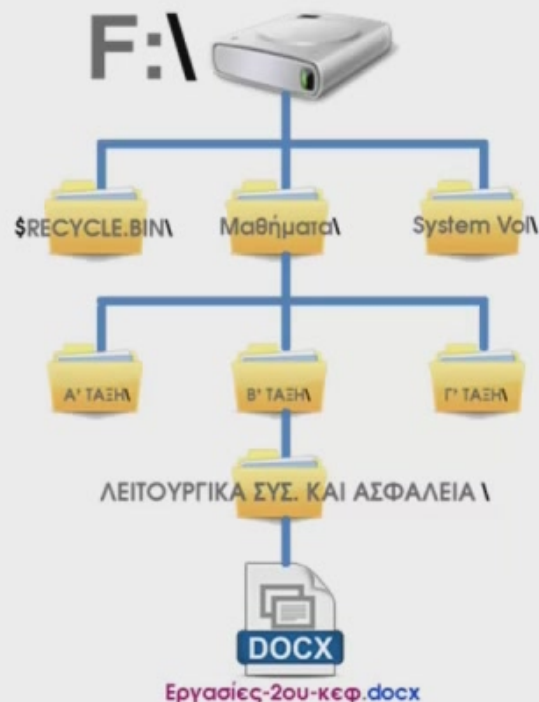 F:\
$RECYCLE.BIN\ Μαθήματα\ System Vol\
Α' ΤΑΞΗ\ Β' ΤΑΞΗ\ Γ' ΤΑΞΗ\
ΛΕΙΤΟΥΡΓΙΚΑ ΣΥΣ. ΚΑΙ ΑΣΦΑΛΕΙΑ \
DOCX
Εργασίες-2ου-κεφ.docx